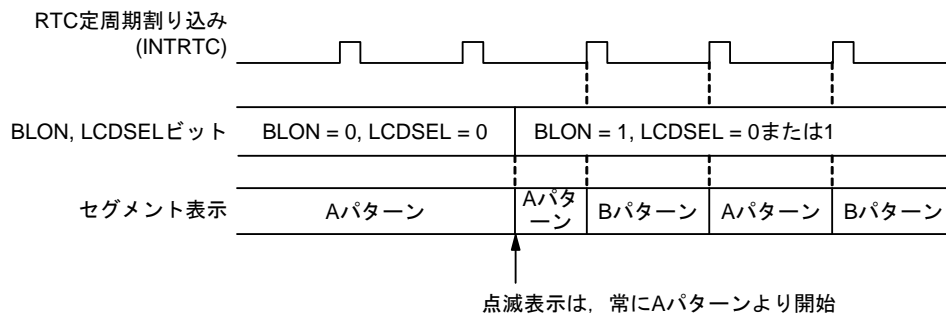 RTC定周期割り込み
(INTRTC)
BLON, LCDSELビット
BLON = 0, LCDSEL = 0
BLON = 1, LCDSEL = 0または1
セグメント表示
Aパターン
Aパタ
ーン
Bパターン
Aパターン
Bパターン
点滅表示は，常にAパターンより開始